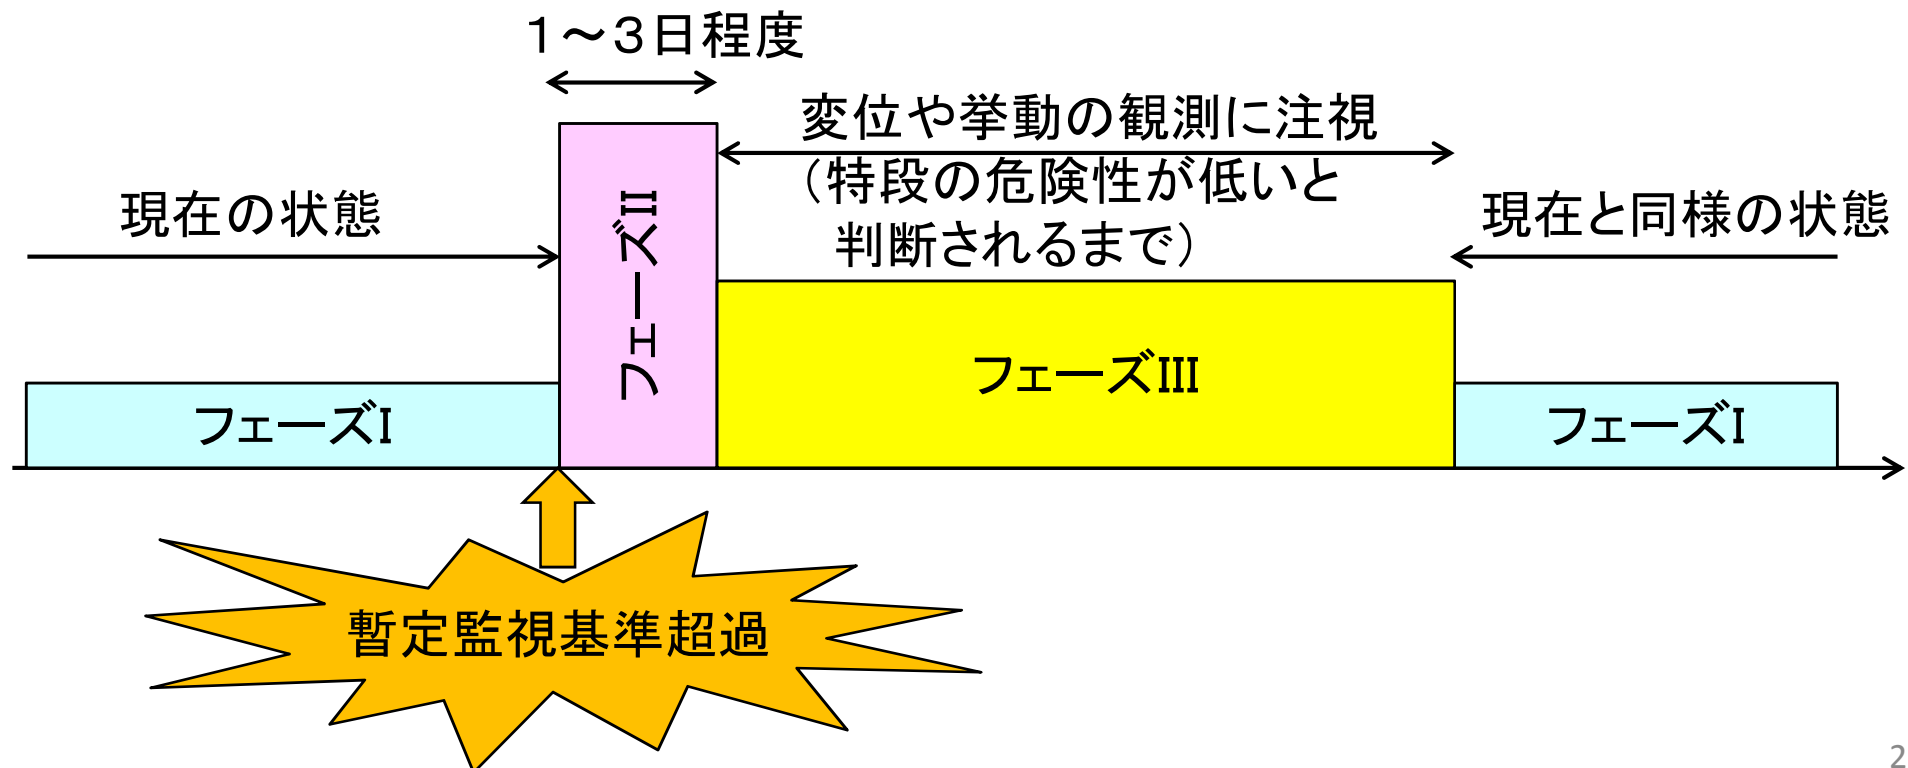 １～３日程度
変位や挙動の観測に注視
（特段の危険性が低いと
判断されるまで）
現在の状態
現在と同様の状態
フェーズII
フェーズIII
フェーズI
フェーズI
暫定監視基準超過
2